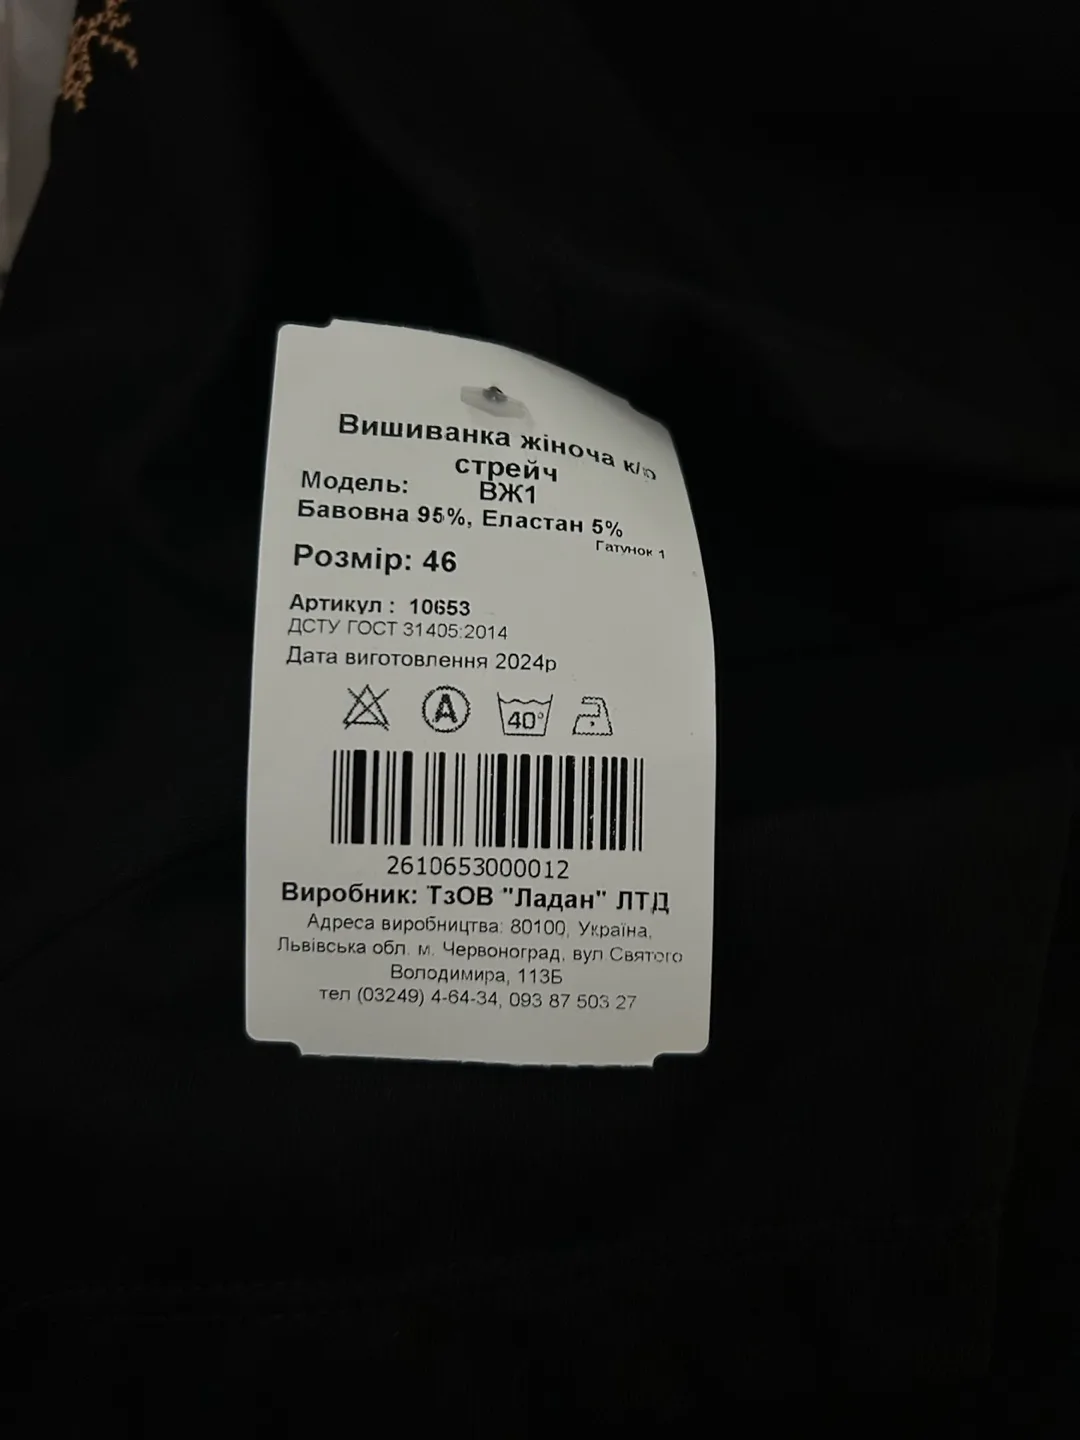 Вишиванка жіноча к/р
стрейч
Модель: ВЖ1
Бавовна 95%, Еластан 5%
Гатунок 1
Розмір: 46
Артикул : 10653
ДСТУ ГОСТ 31405:2014
Дата виготовлення 2024р
A 40°
2610653000012
Виробник: ТзОВ "Ладан" ЛТД
Адреса виробництва: 80100, Україна,
Львівська обл. м. Червоноград, вул Святого
Володимира, 113Б
тел (03249) 4-64-34, 093 87 503 27